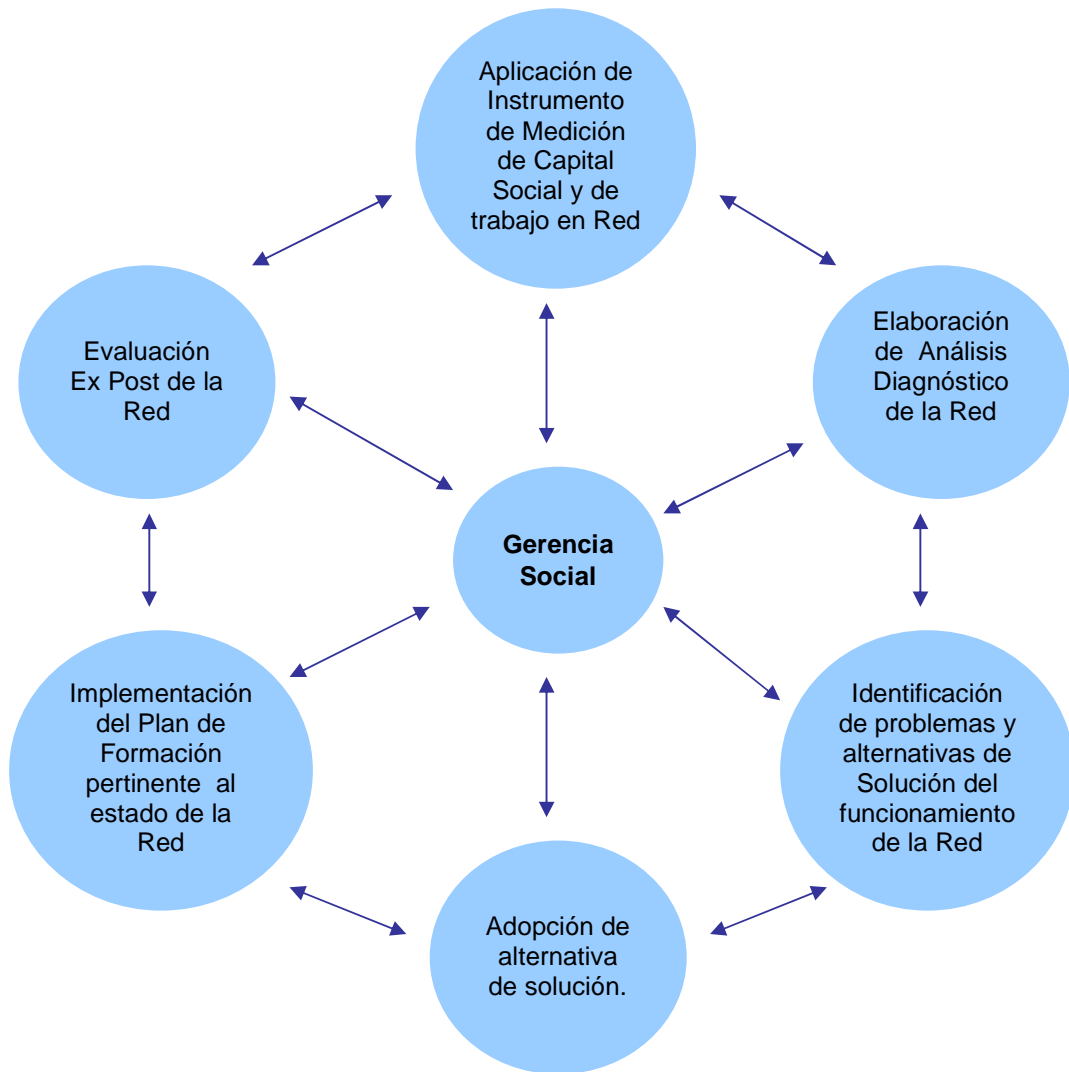 Aplicación de
Instrumento
de Medición
de Capital
Social y de
trabajo en Red
Evaluación
Ex Post de la
Red
Elaboración
de Análisis
Diagnóstico
de la Red
Gerencia
Social
Implementación
del Plan de
Formación
pertinente al
estado de la
Red
Identificación
de problemas y
alternativas de
Solución del
funcionamiento
de la Red
Adopción de
alternativa
de solución.